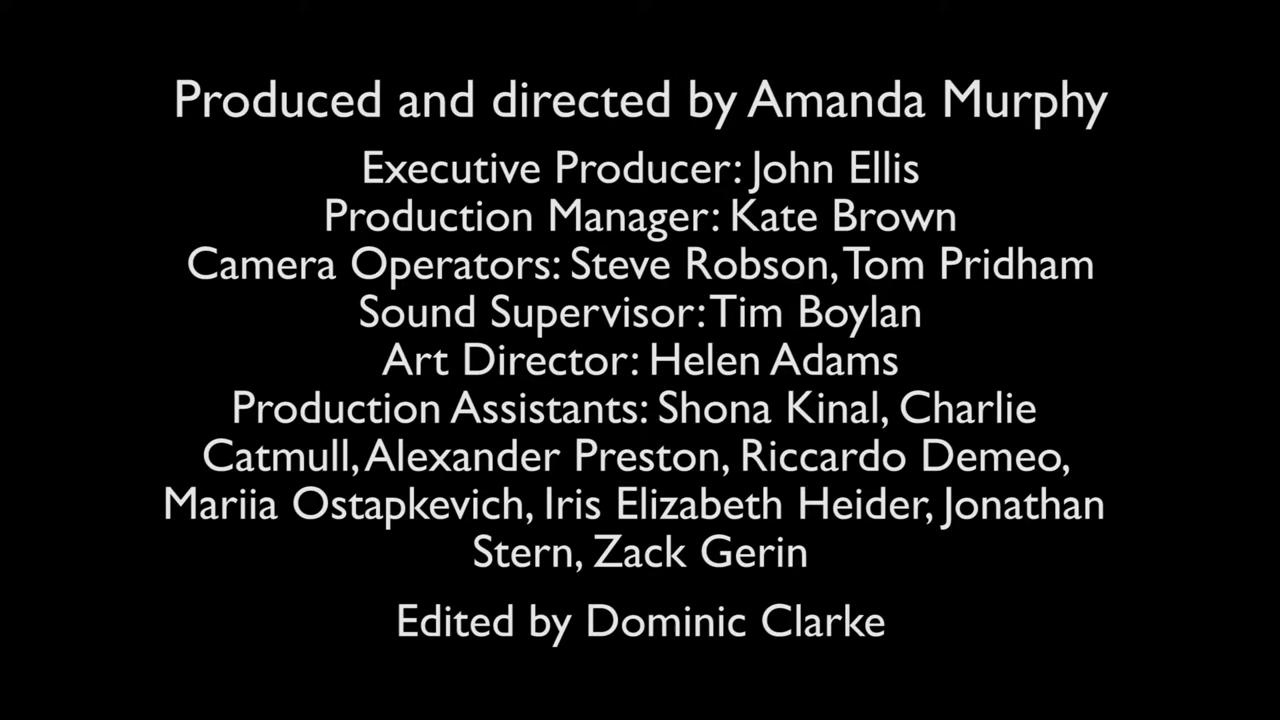 Produced and directed by Amanda Murphy
Executive Producer: John Ellis
Production Manager: Kate Brown
Camera Operators: Steve Robson, Tom Pridham
Sound Supervisor: Tim Boylan
Art Director: Helen Adams
Production Assistants: Shona Kinal, Charlie
Catmull, Alexander Preston, Riccardo Demeo,
Mariia Ostapkevich, Iris Elizabeth Heider, Jonathan
Stern, Zack Gerin
Edited by Dominic Clarke